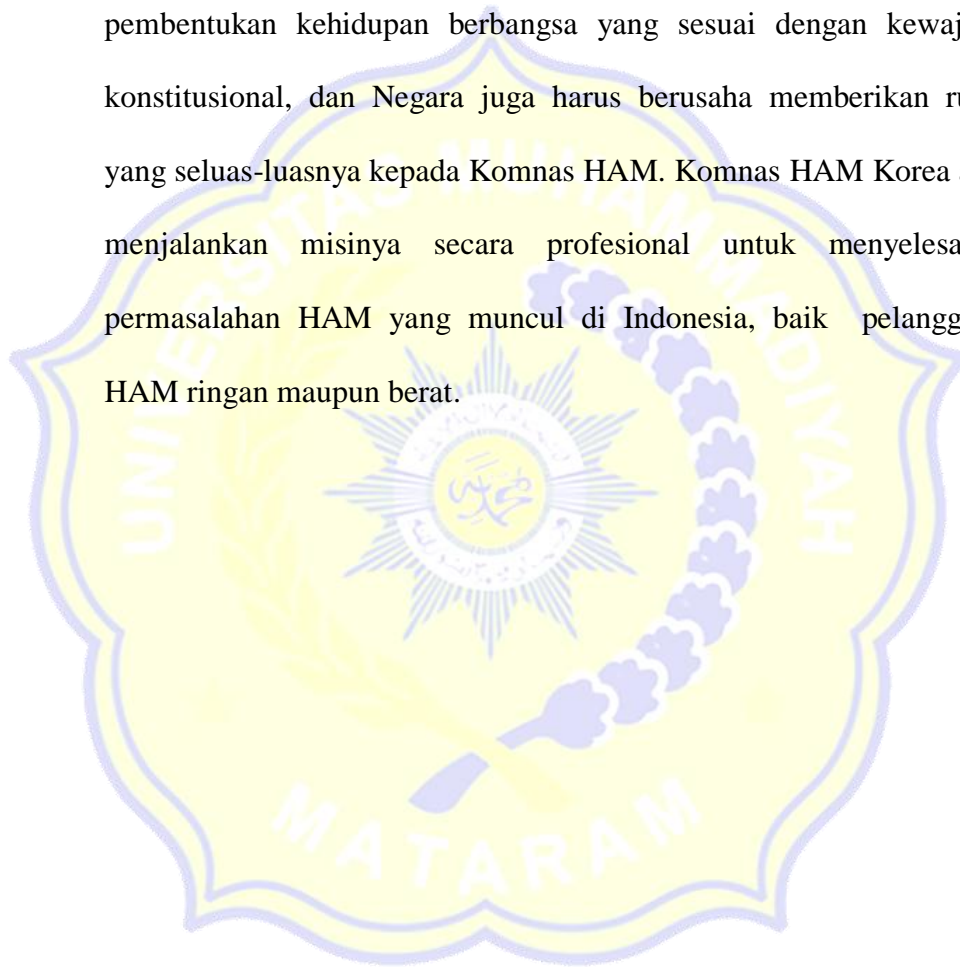 pembentukan kehidupan berbangsa yang sesuai dengan kewaj
konstitusional, dan Negara juga harus berusaha memberikan ru
yang seluas-luasnya kepada Komnas HAM. Komnas HAM Korea
menjalankan misinya secara profesional untuk menyelesa
permasalahan HAM yang muncul di Indonesia, baik pelangg
HAM ringan maupun berat.
UNIVERSITAS MUHAMMADIYAH
MATARAM